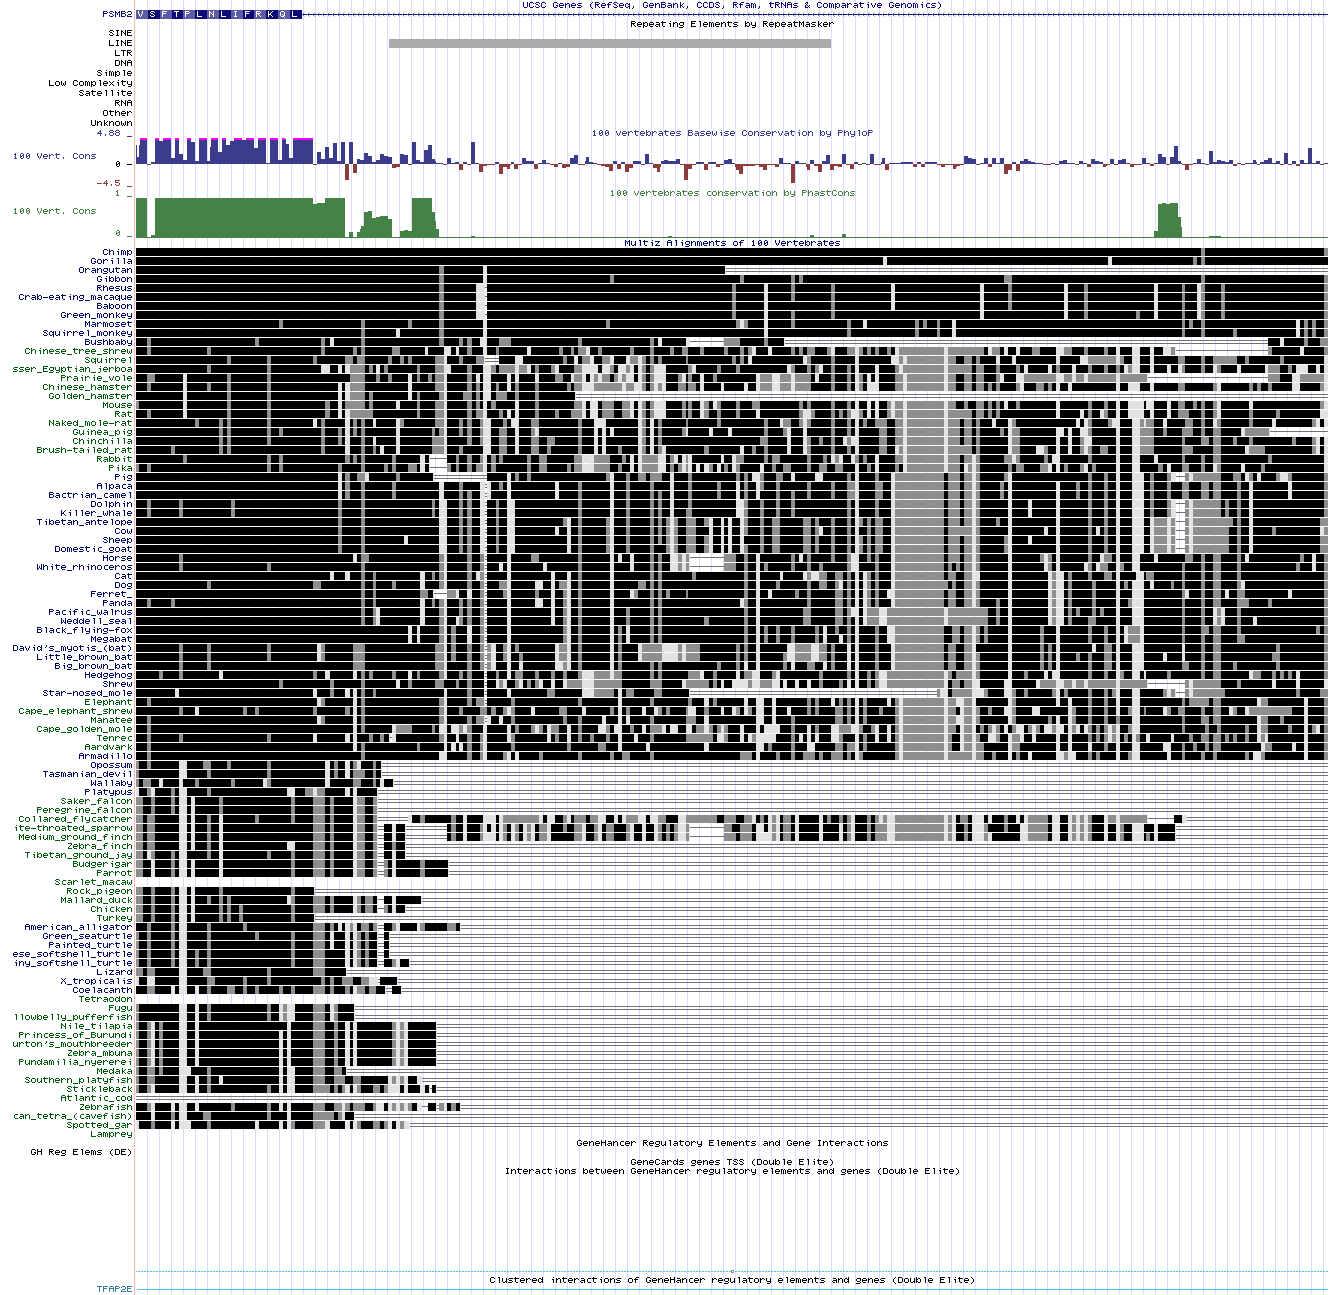 UCSC Genes (RefSeq, GenBank, CCDS, Rfam, tRNAs & Comparative Genomics)
PSMB2 V S F T P L N L I F R K Q L
Repeating Elements by RepeatMasker
SINE
LINE
LTR
DNA
Simple
Low Complexity
Satellite
RNA
Other
Unknown
4.88 _
100 vertebrates Basewise Conservation by PhyloP
100 Vert. Cons
0 _
-4.5 _
1 _
100 vertebrates conservation by PhastCons
100 Vert. Cons
0 _
Multiz Alignments of 100 Vertebrates
Chimp
Gorilla
Orangutan
Gibbon
Rhesus
Crab-eating_macaque
Baboon
Green_monkey
Marmoset
Squirrel_monkey
Bushbaby
Chinese_tree_shrew
Squirrel
sser_Egyptian_jerboa
Prairie_vole
Chinese_hamster
Golden_hamster
Mouse
Rat
Naked_mole-rat
Guinea_pig
Chinchilla
Brush-tailed_rat
Rabbit
Pika
Pig
Alpaca
Bactrian_camel
Dolphin
Killer_whale
Tibetan_antelope
Cow
Sheep
Domestic_goat
Horse
White_rhinoceros
Cat
Dog
Ferret_
Panda
Pacific_walrus
Weddell_seal
Black_flying-fox
Megabat
David's_myotis_(bat)
Little_brown_bat
Big_brown_bat
Hedgehog
Shrew
Star-nosed_mole
Elephant
Cape_elephant_shrew
Manatee
Cape_golden_mole
Tenrec
Aardvark
Armadillo
Opossum
Tasmanian_devil
Wallaby
Platypus
Saker_falcon
Peregrine_falcon
Collared_flycatcher
ite-throated_sparrow
Medium_ground_finch
Zebra_finch
Tibetan_ground_jay
Budgerigar
Parrot
Scarlet_macaw
Rock_pigeon
Mallard_duck
Chicken
Turkey
American_alligator
Green_seaturtle
Painted_turtle
ese_softshell_turtle
iny_softshell_turtle
Lizard
X_tropicalis
Coelacanth
Tetraodon
Fugu
llowbelly_pufferfish
Nile_tilapia
Princess_of_Burundi
urton's_mouthbreeder
Zebra_mbuna
Pundamilia_nyererei
Medaka
Southern_platyfish
Stickleback
Atlantic_cod
Zebrafish
can_tetra_(cavefish)
Spotted_gar
Lamprey
GeneHancer Regulatory Elements and Gene Interactions
GH Reg Elems (DE)
GeneCards genes TSS (Double Elite)
Interactions between GeneHancer regulatory elements and genes (Double Elite)
Clustered interactions of GeneHancer regulatory elements and genes (Double Elite)
TFAP2E